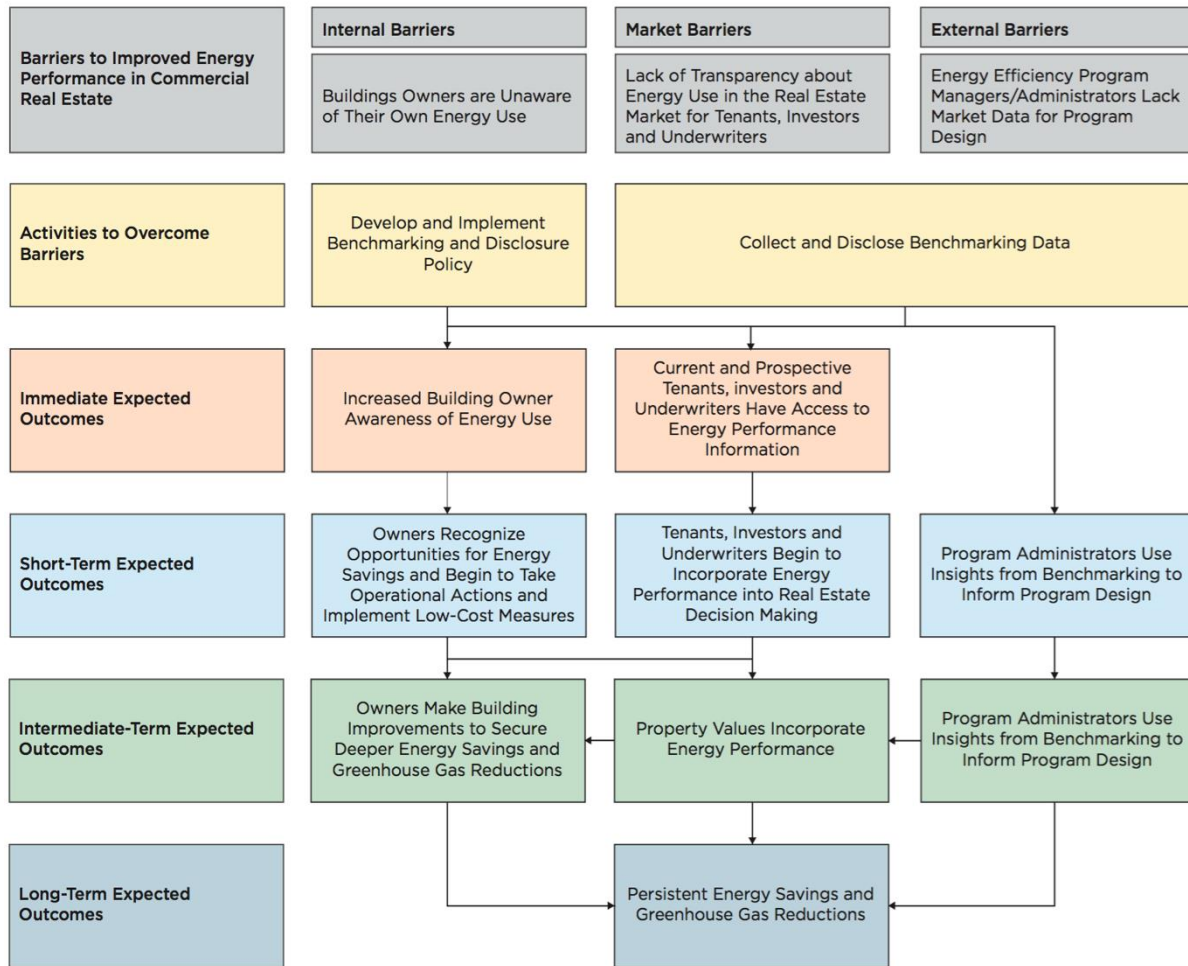 Barriers to Improved Energy
Performance in Commercial
Real Estate
Internal Barriers
Market Barriers
External Barriers
Buildings Owners are Unaware
of Their Own Energy Use
Lack of Transparency about
Energy Use in the Real Estate
Market for Tenants, Investors
and Underwriters
Energy Efficiency Program
Managers/Administrators Lack
Market Data for Program
Design
Activities to Overcome
Barriers
Develop and Implement
Benchmarking and Disclosure
Policy
Collect and Disclose Benchmarking Data
Immediate Expected
Outcomes
Increased Building Owner
Awareness of Energy Use
Current and Prospective
Tenants, investors and
Underwriters Have Access to
Energy Performance
Information
Short-Term Expected
Outcomes
Owners Recognize
Opportunities for Energy
Savings and Begin to Take
Operational Actions and
Implement Low-Cost Measures
Tenants, Investors and
Underwriters Begin to
Incorporate Energy
Performance into Real Estate
Decision Making
Program Administrators Use
Insights from Benchmarking to
Inform Program Design
Intermediate-Term Expected
Outcomes
Owners Make Building
Improvements to Secure
Deeper Energy Savings and
Greenhouse Gas Reductions
Property Values Incorporate
Energy Performance
Program Administrators Use
Insights from Benchmarking to
Inform Program Design
Long-Term Expected
Outcomes
Persistent Energy Savings and
Greenhouse Gas Reductions